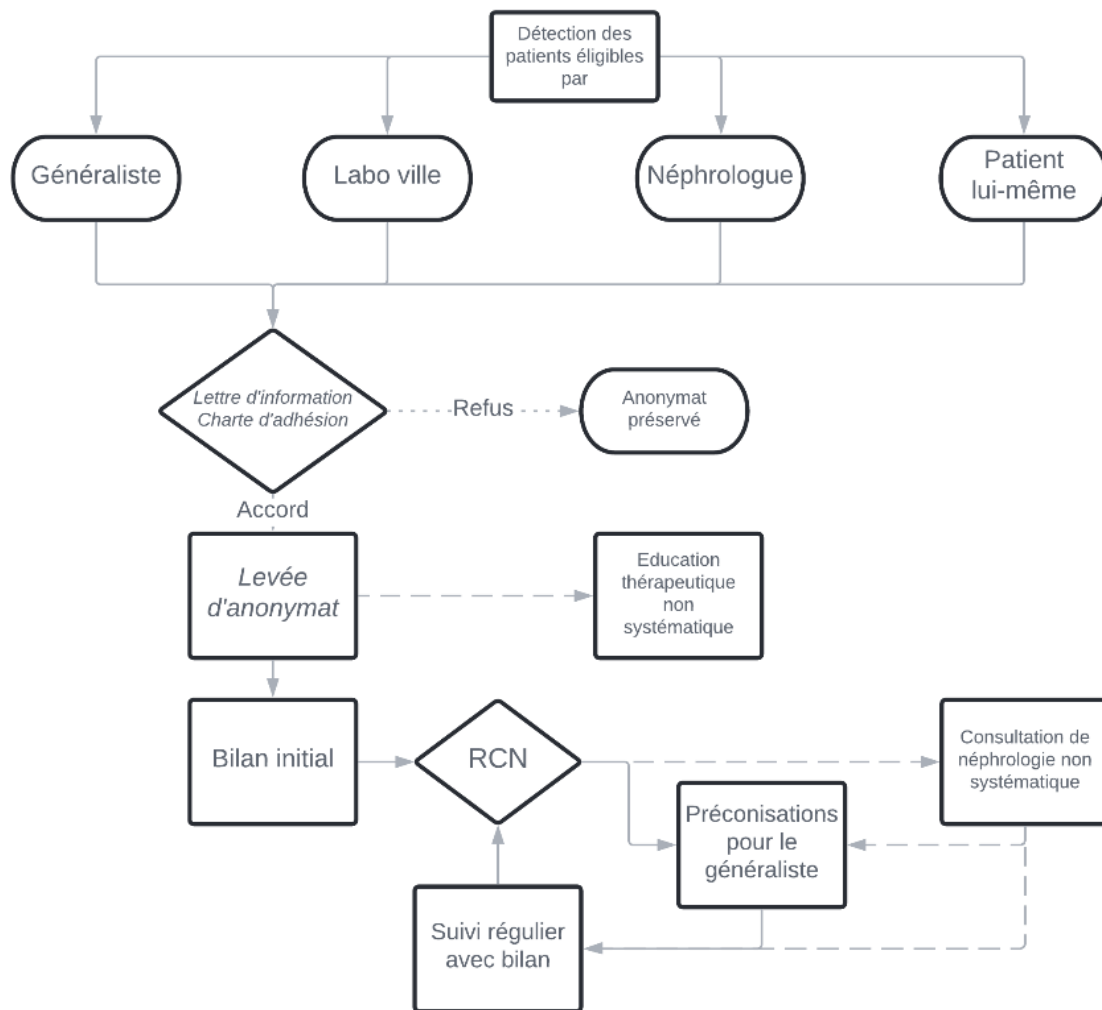 Détection des
patients éligibles
par
Généraliste
Labo ville
Néphrologue
Patient
lui-même
Lettre d'information
Charte d'adhésion
Refus
Anonymat
préservé
Accord
Levée
d'anonymat
Education
thérapeutique
non
systématique
Bilan initial
RCN
Consultation de
néphrologie non
systématique
Préconisations
pour le
généraliste
Suivi régulier
avec bilan